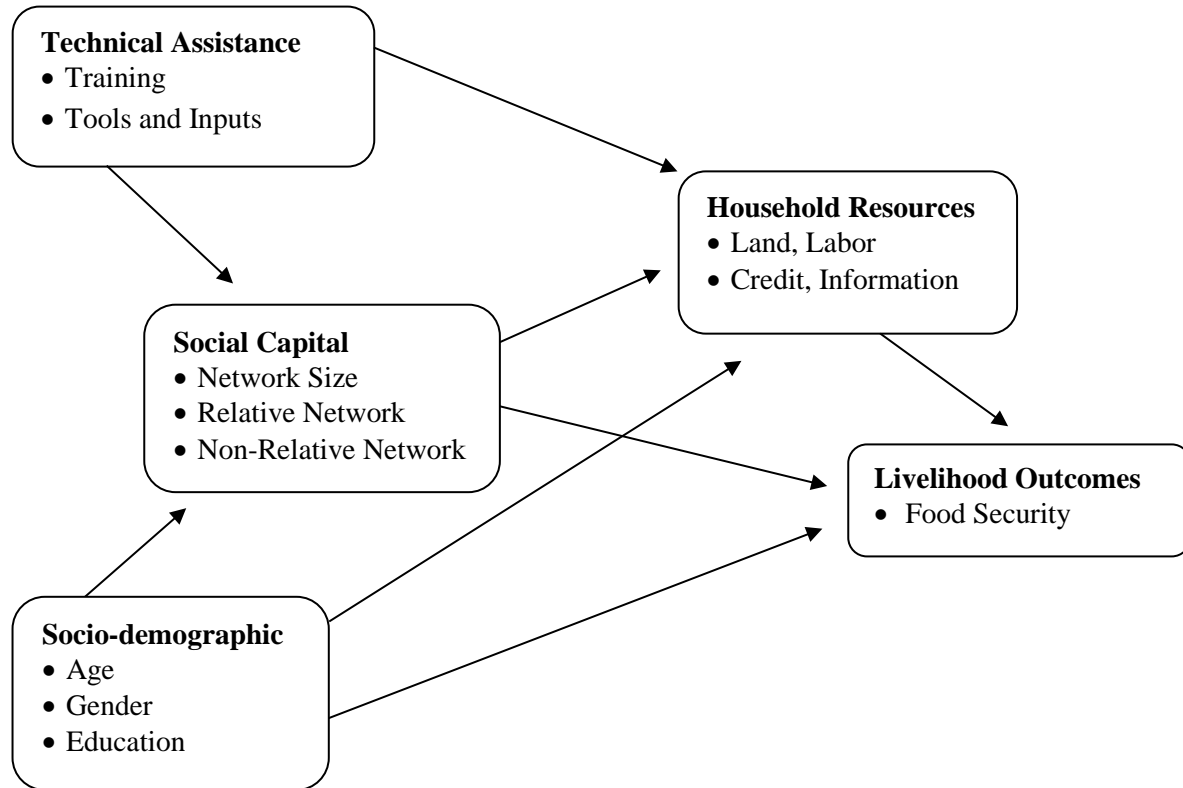 Technical Assistance
• Training
• Tools and Inputs
Household Resources
• Land, Labor
• Credit, Information
Social Capital
• Network Size
• Relative Network
• Non-Relative Network
Livelihood Outcomes
• Food Security
Socio-demographic
• Age
• Gender
• Education